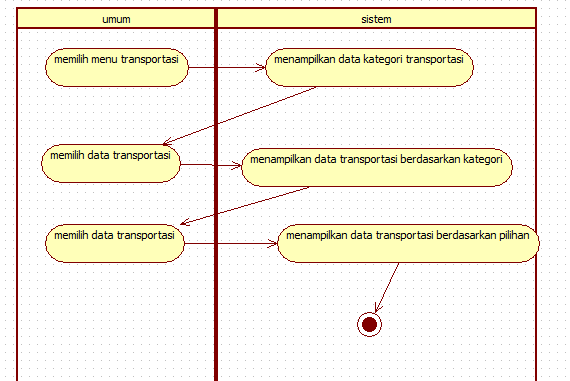 umum
sistem
memilih menu transportasi
menampilkan data kategori transportasi
memilih data transportasi
menampilkan data transportasi berdasarkan kategori
memilih data transportasi
menampilkan data transportasi berdasarkan pilihan